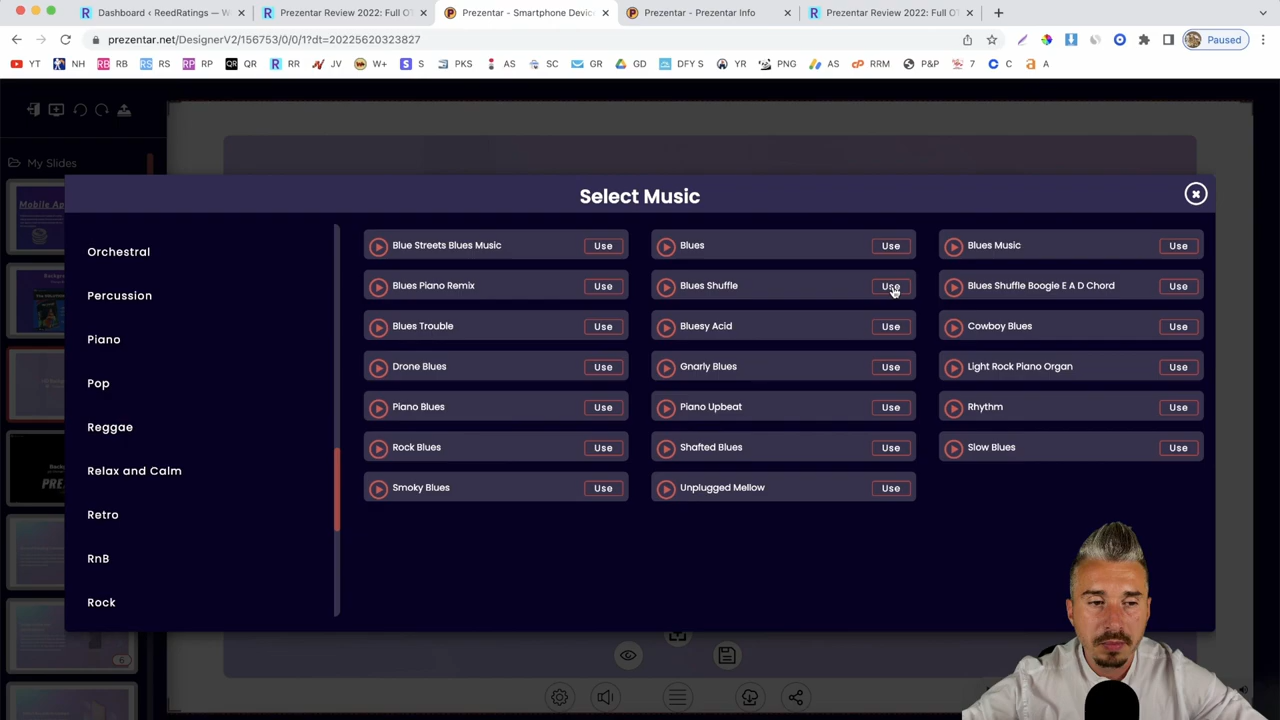 Dashboard ‹ ReedRatings — W
Prezentar Review 2022: Full OT
Prezentar - Smartphone Device
Prezentar - Prezentar Info
Prezentar Review 2022: Full OT
prezentar.net/DesignerV2/156753/0/0/1?dt=20225620323827
Paused
YT NH RB RS RP QR RR JV W+ S PKS AS SC GR GD DFY S YR PNG AS RRM P&P 7 C A
My Slides
Mobile Ap
6
Select Music
Orchestral
Percussion
Piano
Pop
Reggae
Relax and Calm
Retro
RnB
Rock
Blue Streets Blues Music Use Blues Use Blues Music Use
Blues Piano Remix Use Blues Shuffle Use Blues Shuffle Boogie E A D Chord Use
Blues Trouble Use Bluesy Acid Use Cowboy Blues Use
Drone Blues Use Gnarly Blues Use Light Rock Piano Organ Use
Piano Blues Use Piano Upbeat Use Rhythm Use
Rock Blues Use Shafted Blues Use Slow Blues Use
Smoky Blues Use Unplugged Mellow Use